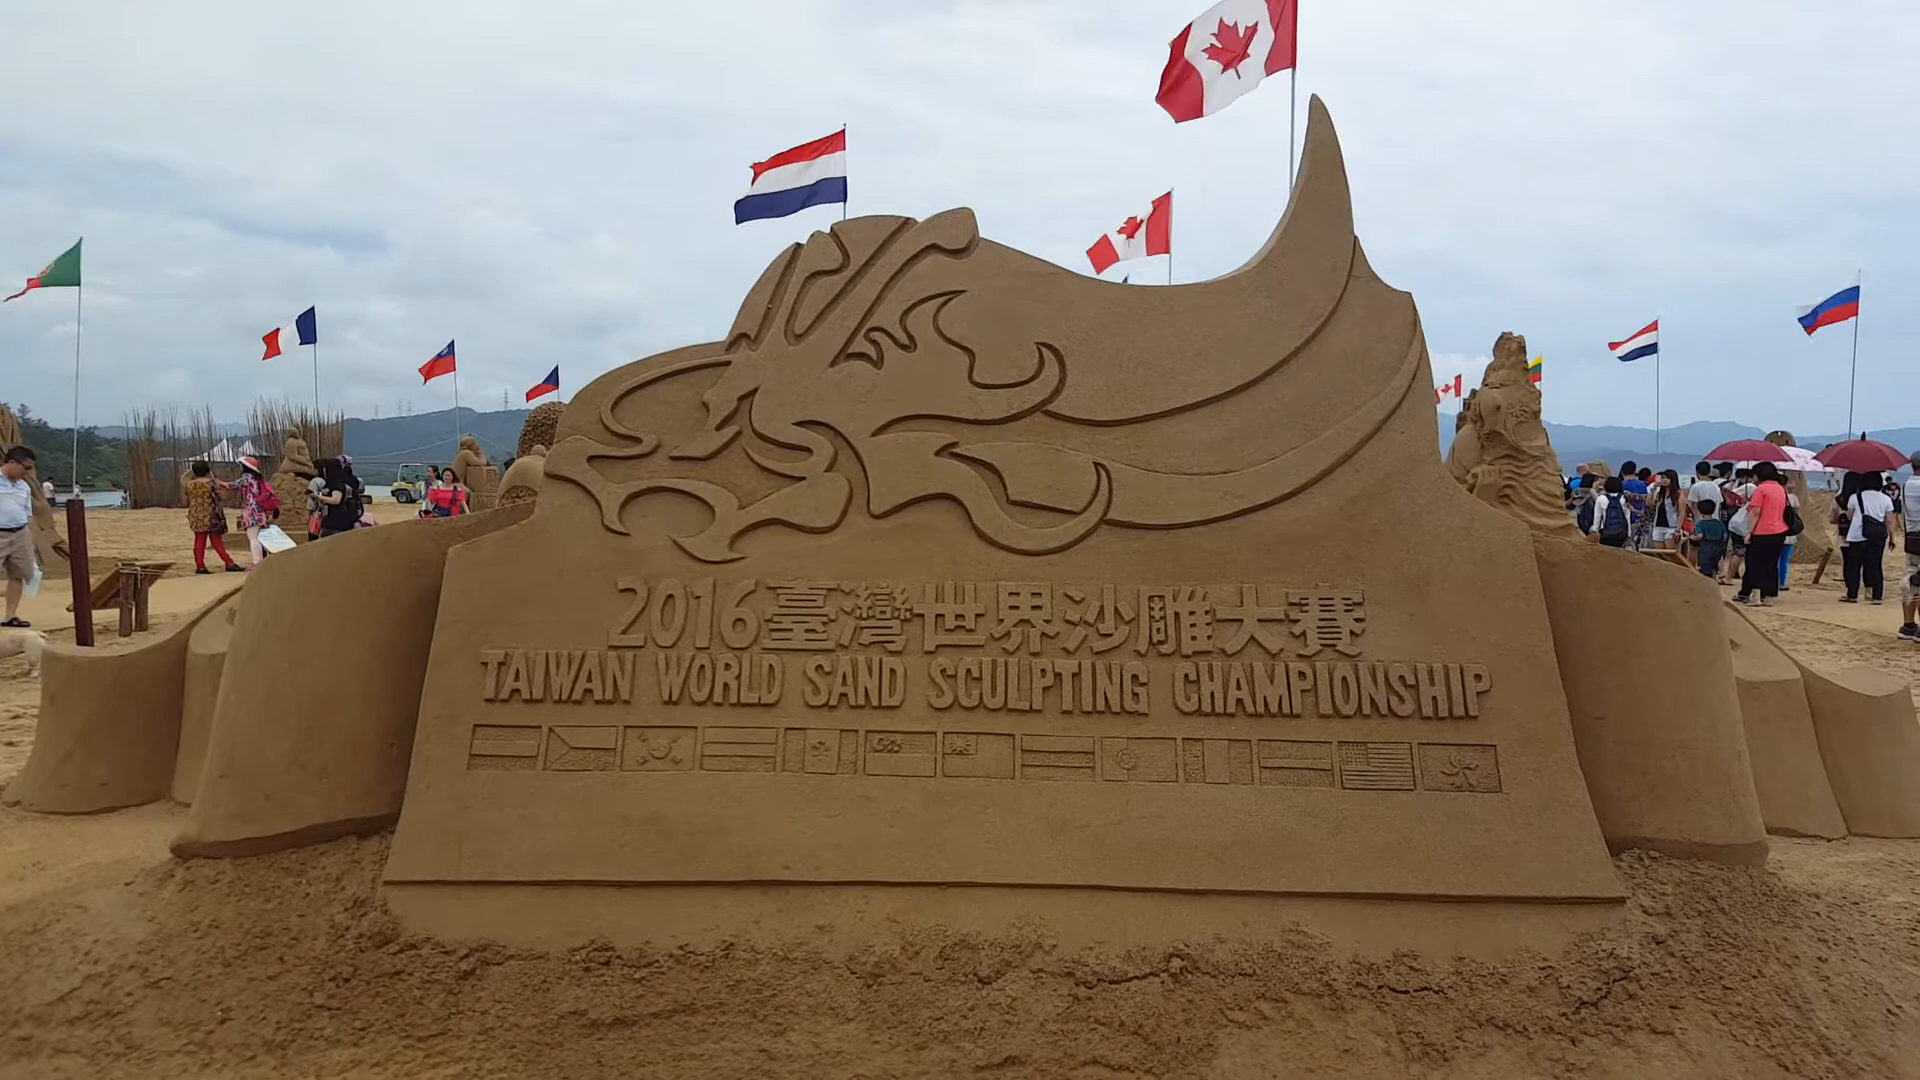 2016臺灣世界沙雕大賽
TAIWAN WORLD SAND SCULPTING CHAMPIONSHIP